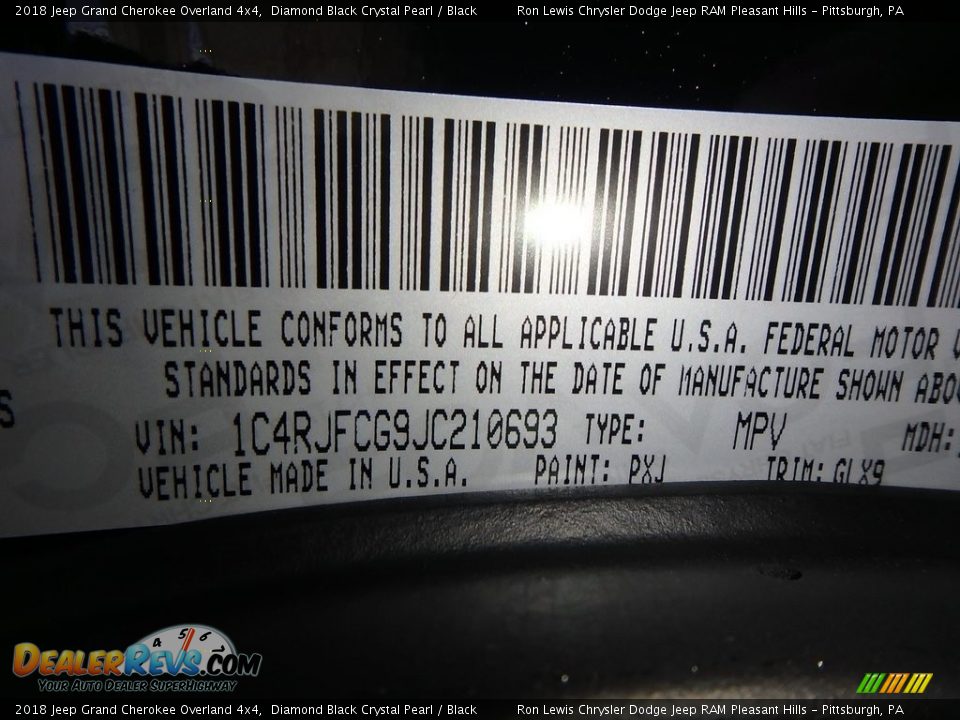 2018 Jeep Grand Cherokee Overland 4x4,  Diamond Black Crystal Pearl / Black     Ron Lewis Chrysler Dodge Jeep RAM Pleasant Hills - Pittsburgh, PA
THIS VEHICLE CONFORMS TO ALL APPLICABLE U.S.A. FEDERAL MOTOR
STANDARDS IN EFFECT ON THE DATE OF MANUFACTURE SHOWN
S
VIN: 1C4RJFCG9JC210693 TYPE: MPV MDH:
VEHICLE MADE IN U.S.A. PAINT: PXJ TRIM: GLX9
4 5 6
DEALERREVS.COM
YOUR AUTO DEALER SUPERHIGHWAY
2018 Jeep Grand Cherokee Overland 4x4,  Diamond Black Crystal Pearl / Black     Ron Lewis Chrysler Dodge Jeep RAM Pleasant Hills - Pittsburgh, PA